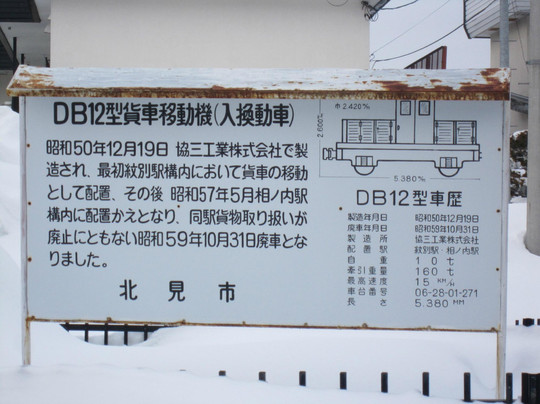 DB12型貨車移動機(入換動車)
昭和50年12月19日 協三工業株式会社で製
造され、最初紋別駅構内において貨車の移動
として配置、その後 昭和57年5月相ノ内駅
構内に配置かえとなり、同駅貨物取り扱いが
廃止にともない昭和59年10月31日廃車とな
りました。
北見市
巾 2.420%
2.600%
5.380%
DB12型車歴
製造年月日 昭和50年12月19日
廃車年月日 昭和59年10月31日
製造所 協三工業株式会社
配置駅 紋別駅・相ノ内駅
自重 10t
牽引重量 160t
最高速度 15 KM/H
車台番号 06-28-01-271
長さ 5.380 MM